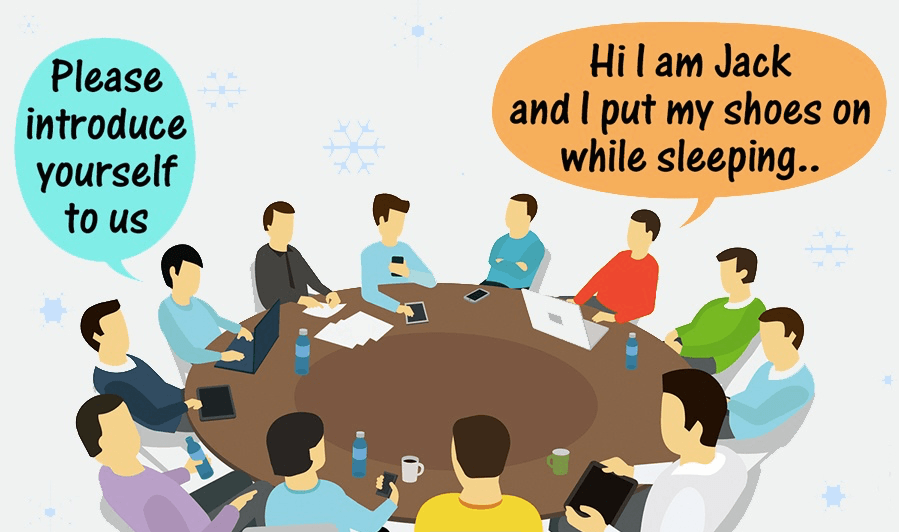 Please
introduce
yourself
to us
Hi I am Jack
and I put my shoes on
while sleeping..